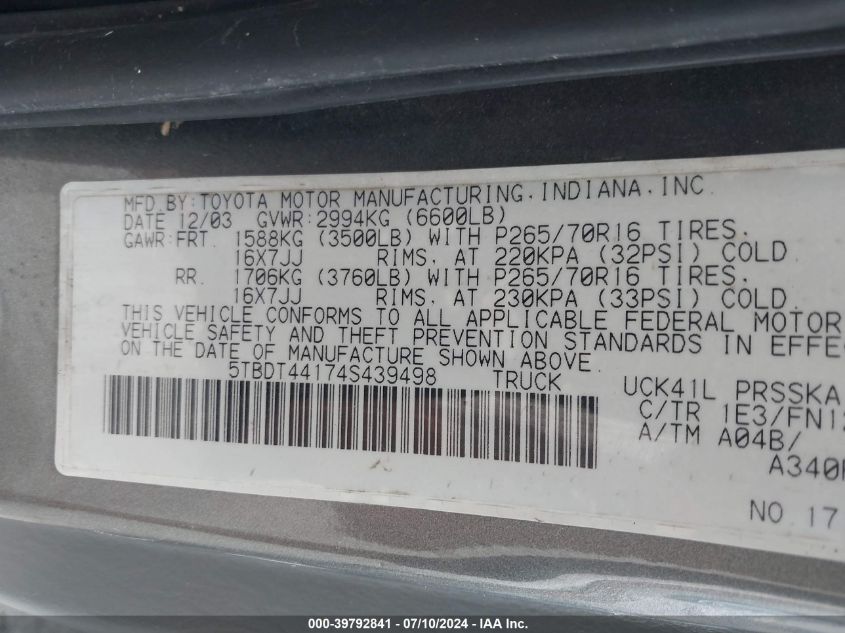 MFD.BY:TOYOTA MOTOR MANUFACTURING,INDIANA,INC.
DATE 12/03 GVWR:2994KG (6600LB)
GAWR:FRT. 1588KG (3500LB) WITH P265/70R16 TIRES.
16X7JJ RIMS, AT 220KPA (32PSI) COLD
RR. 1706KG (3760LB) WITH P265/70R16 TIRES.
16X7JJ RIMS, AT 230KPA (33PSI) COLD
THIS VEHICLE CONFORMS TO ALL APPLICABLE FEDERAL MOTOR
VEHICLE SAFETY AND THEFT PREVENTION STANDARDS IN EFFE
ON THE DATE OF MANUFACTURE SHOWN ABOVE.
5TBDT44174S439498 TRUCK
UCK41L PRSSKA
C/TR 1E3/FN12
A/TM A04B/
A340
NO 17
000-39792841 / 07/10/2024 - IAA Inc.